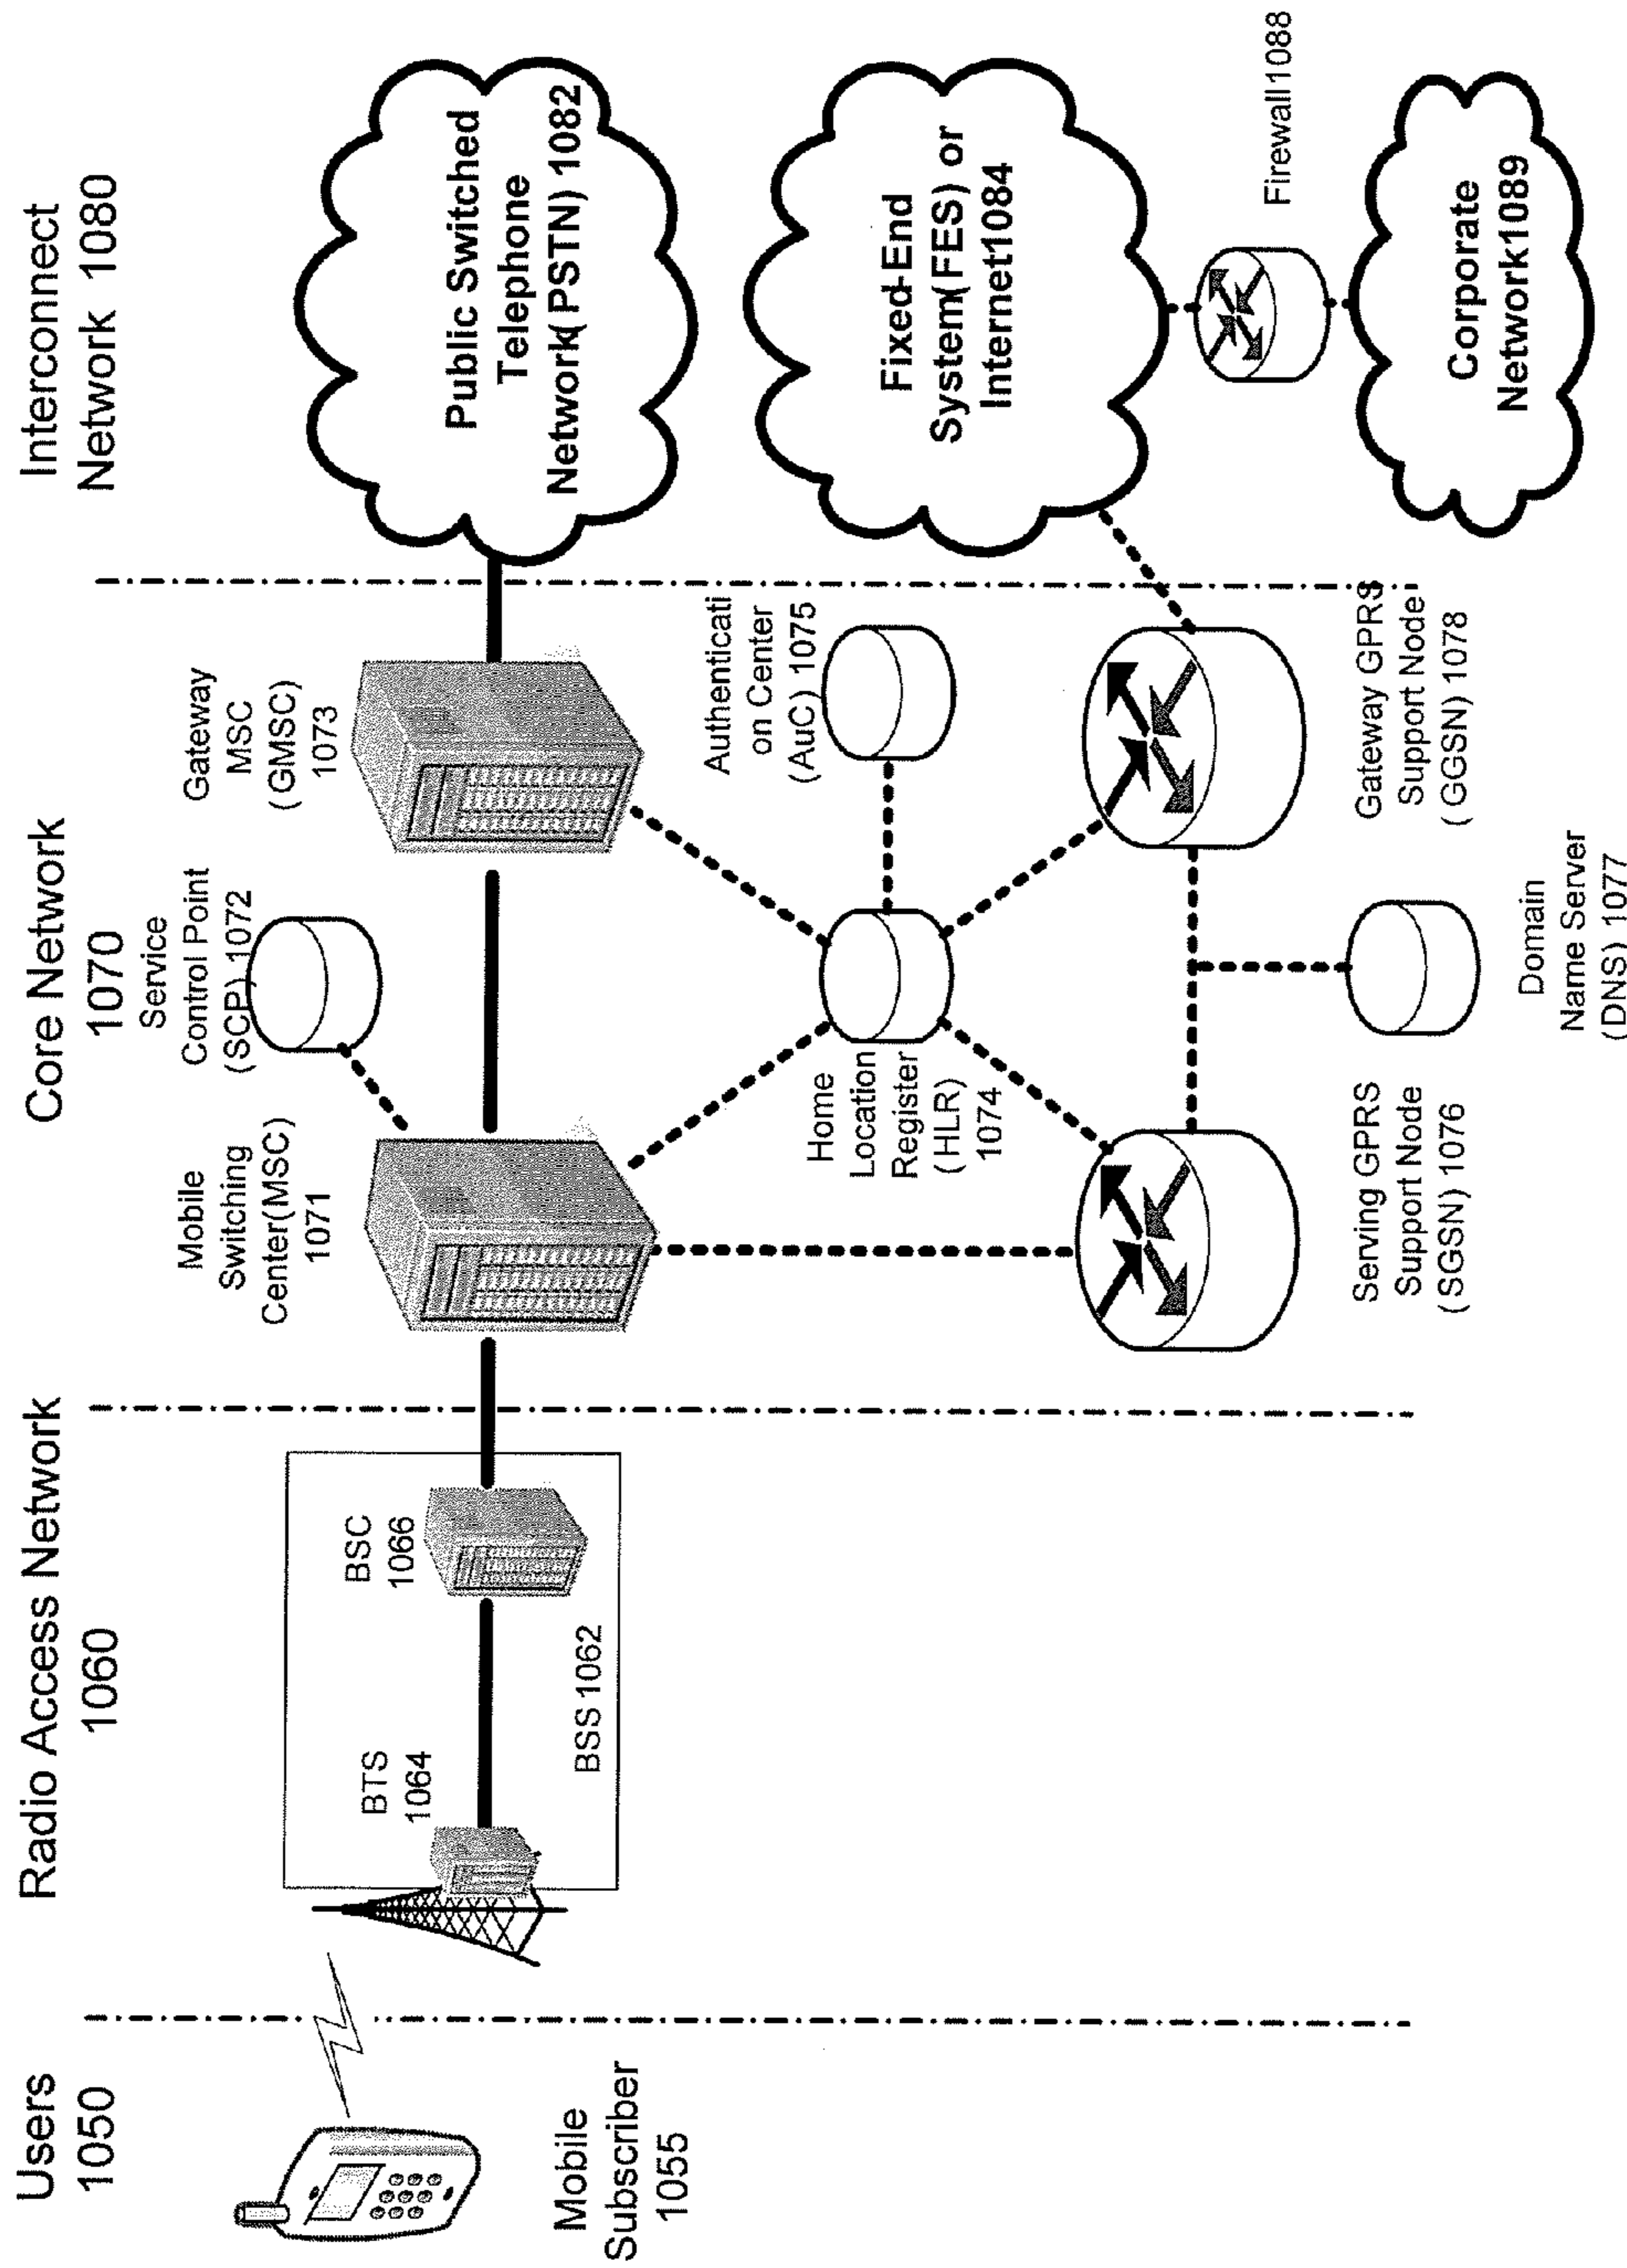 Users
1050
Radio Access Network
1060
Core Network
1070
Interconnect
Network 1080
Mobile
Subscriber
1055
BTS
1064
BSC
1066
BSS 1062
Mobile
Switching
Center(MSC)
1071
Service
Control Point
(SCP) 1072
Gateway
MSC
(GMSC)
1073
Public Switched
Telephone
Network(PSTN) 1082
Home
Location
Register
(HLR)
1074
Authenticati
on Center
(AuC) 1075
Fixed-End
System(FES) or
Internet1084
Serving GPRS
Support Node
(SGSN) 1076
Domain
Name Server
(DNS) 1077
Gateway GPRS
Support Node
(GGSN) 1078
Firewall1088
Corporate
Network1089